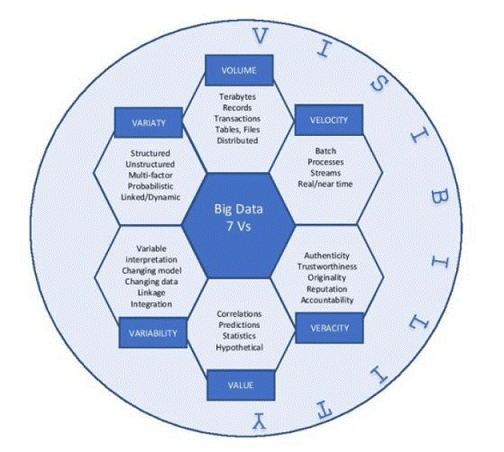 VISIBILITY
VOLUME
Terabytes
Records
Transactions
Tables, Files
Distributed
VARIATY
Structured
Unstructured
Multi-factor
Probabilistic
Linked/Dynamic
VELOCITY
Batch
Processes
Streams
Real/near time
Big Data
7 Vs
Variable
interpretation
Changing model
Changing data
Linkage
Integration
VARIABILITY
Authenticity
Trustworthiness
Originality
Reputation
Accountability
VERACITY
Correlations
Predictions
Statistics
Hypothetical
VALUE